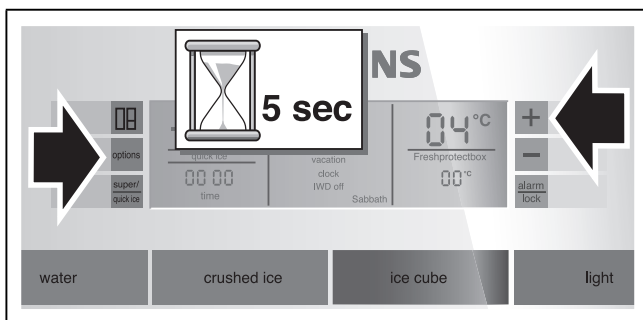 NS
5 sec
options
super/
quick ice
quick ice
00 00
time
vacation
clock
IWD off
Sabbath
04 °C
Freshprotectbox
00 °C
+
−
alarm
lock
water
crushed ice
ice cube
light